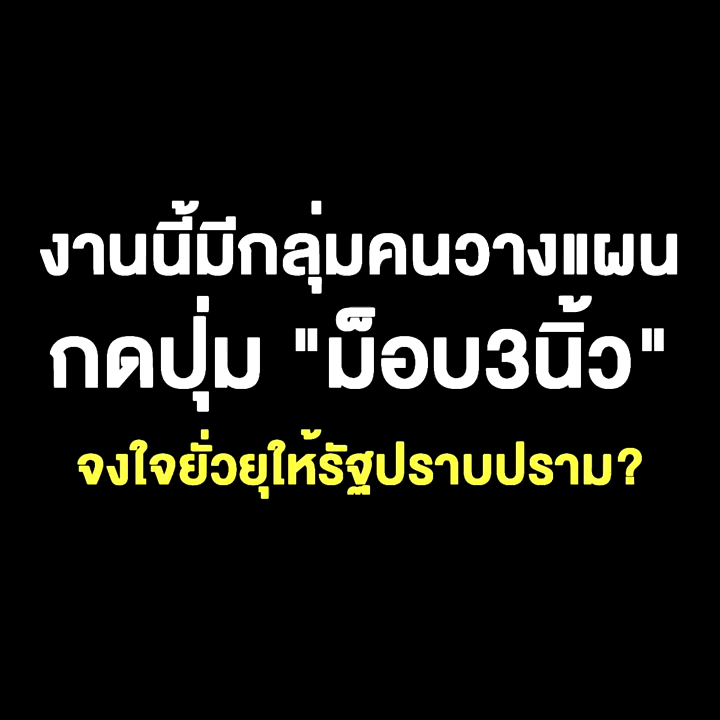 งานนี้มีกลุ่มคนวางแผน
กดปุ่ม "ม็อบ3นิ้ว"
จงใจยั่วยุให้รัฐปราบปราม?